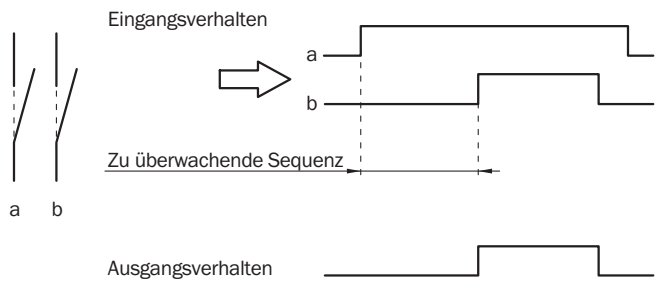 Eingangsverhalten
a
b
Zu überwachende Sequenz
a b
Ausgangsverhalten